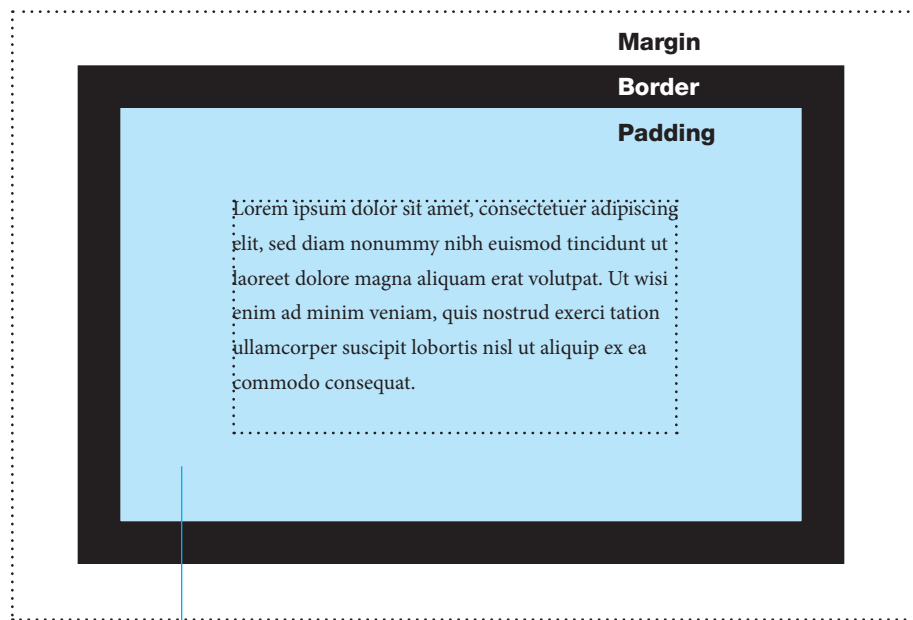 Margin
Border
Padding
Lorem ipsum dolor sit amet, consectetuer adipiscing
elit, sed diam nonummy nibh euismod tincidunt ut
laoreet dolore magna aliquam erat volutpat. Ut wisi
enim ad minim veniam, quis nostrud exerci tation
ullamcorper suscipit lobortis nisl ut aliquip ex ea
commodo consequat.